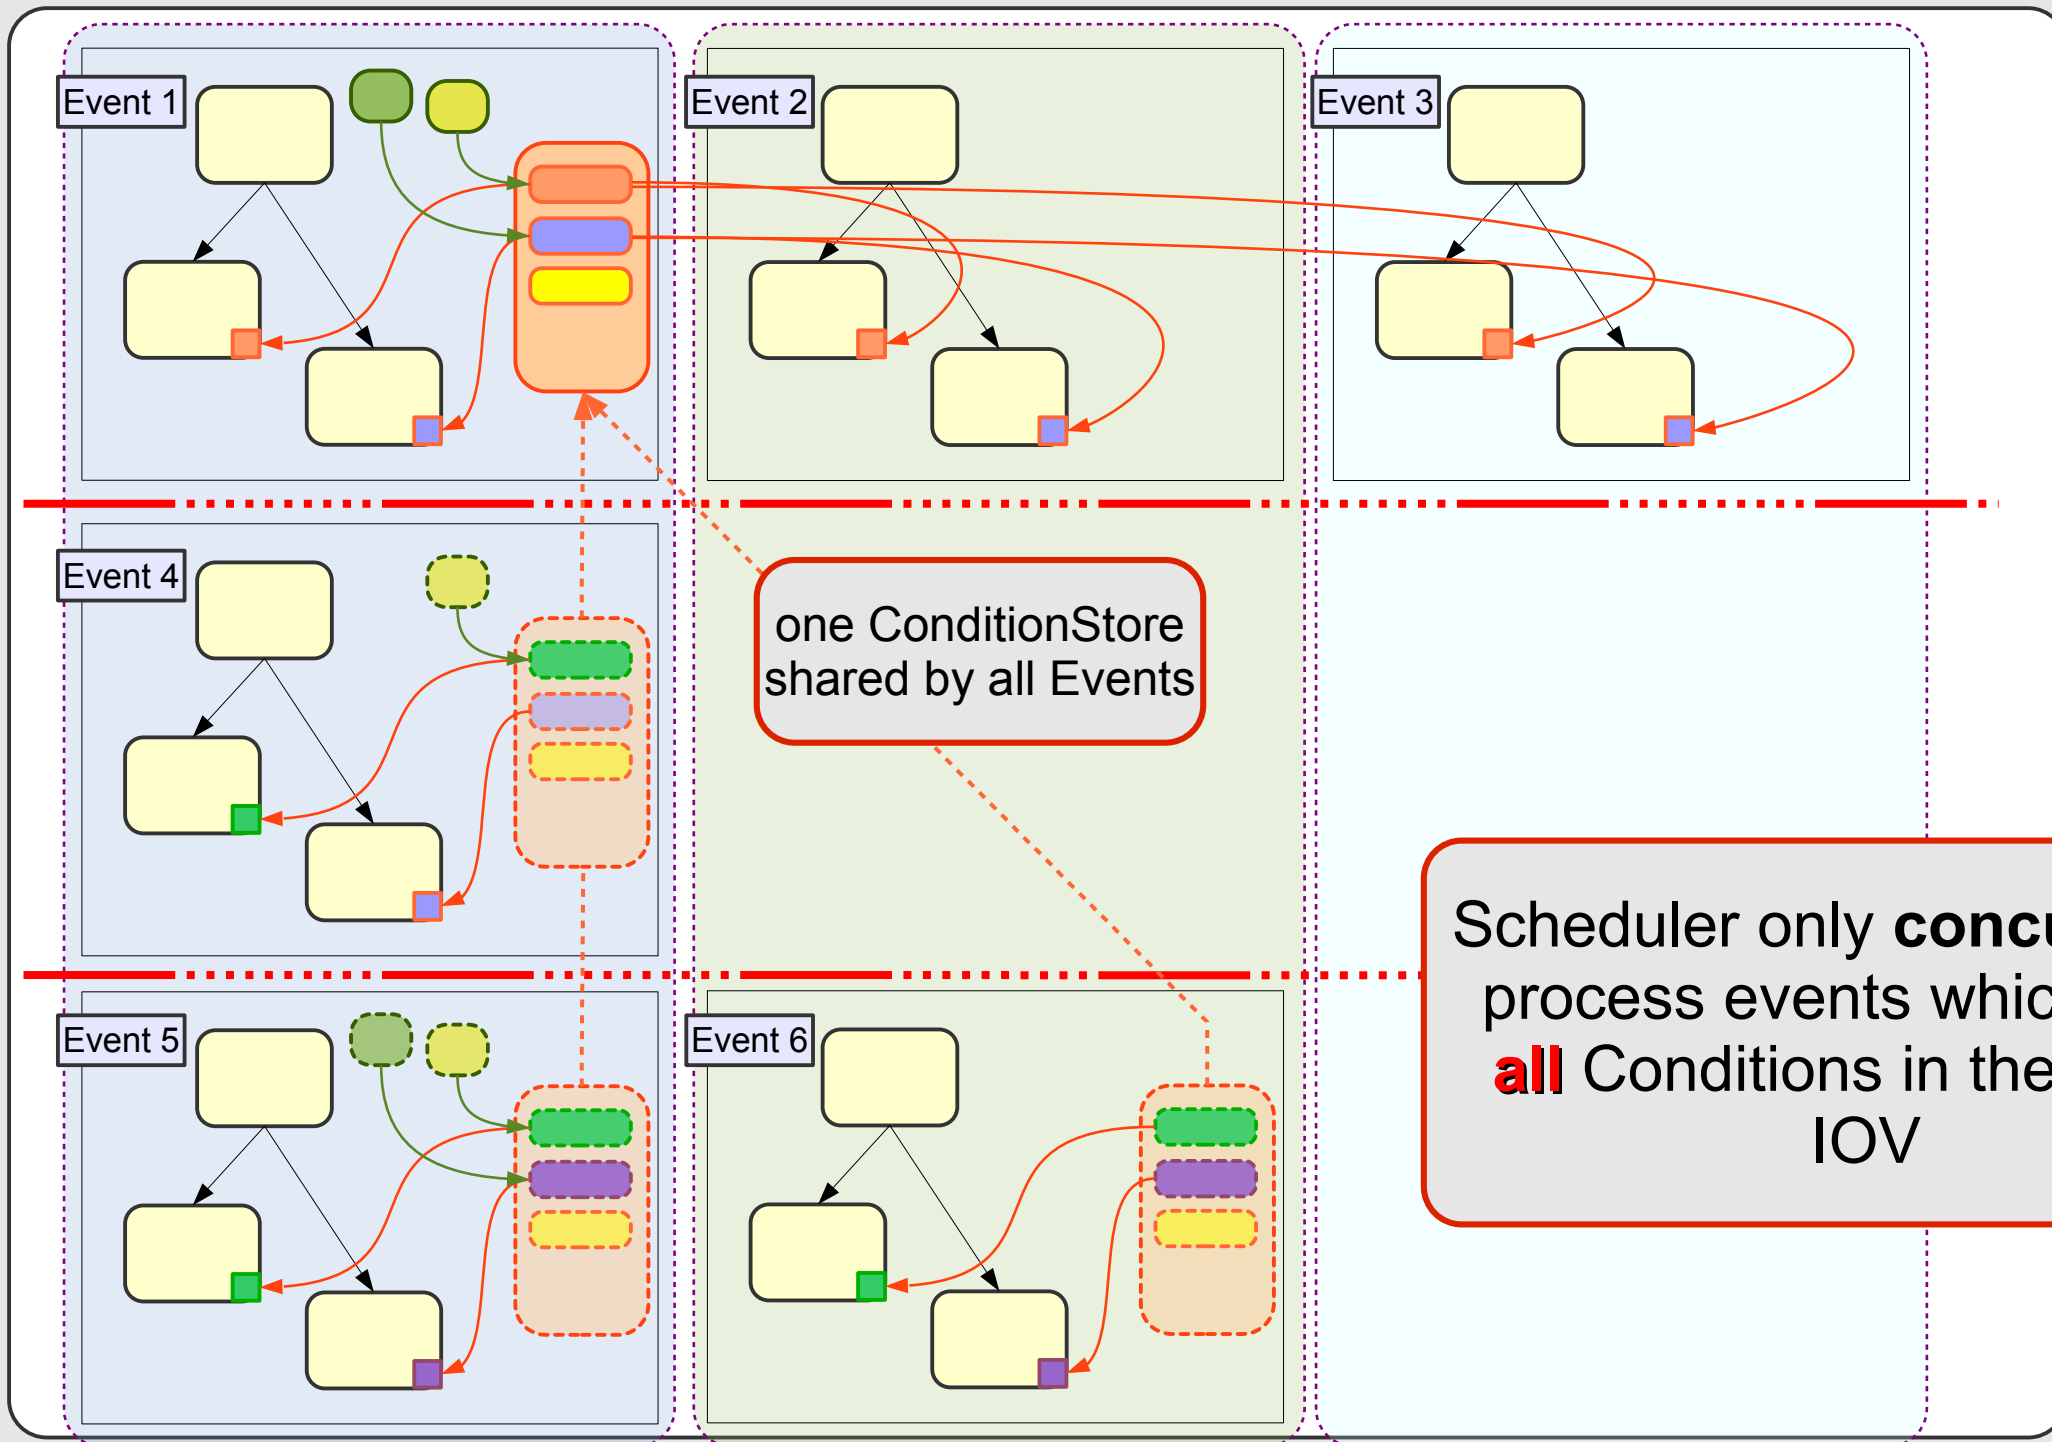 Event 1
Event 2
Event 3
Event 4
one ConditionStore
shared by all Events
Scheduler only
process events
all Conditions in the
IOV
Event 5
Event 6